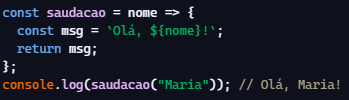 const saudacao = nome => {
  const msg = `Olá, ${nome}!`;
  return msg;
};
console.log(saudacao("Maria")); // Olá, Maria!